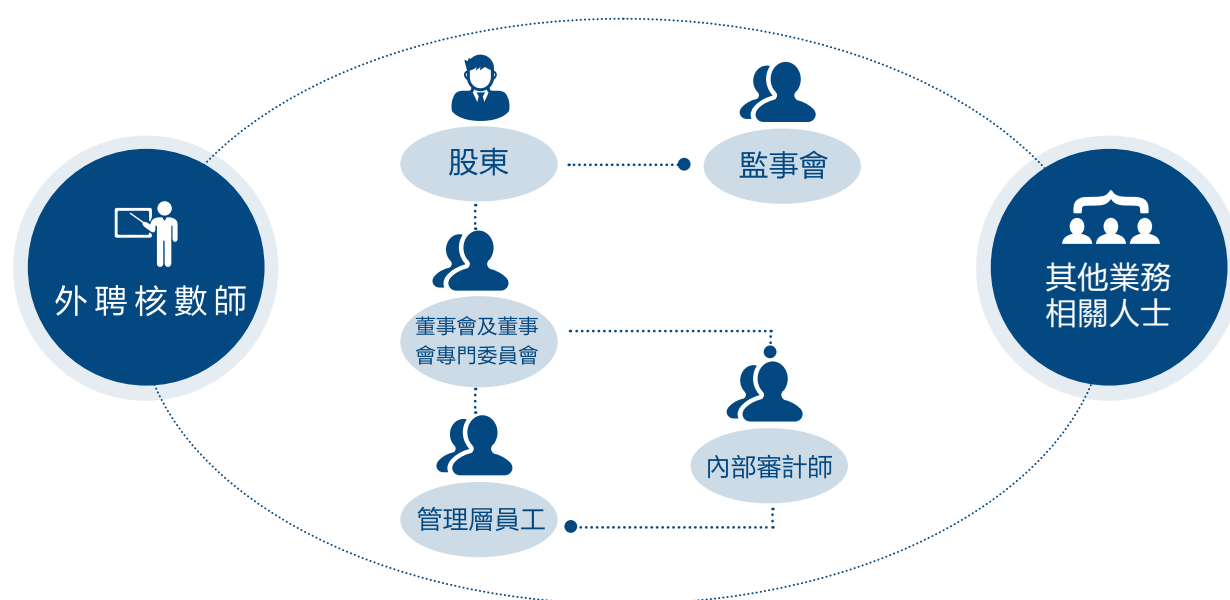 股東
監事會
外聘核數師
其他業務
相關人士
董事會及董事
會專門委員會
內部審計師
管理層員工